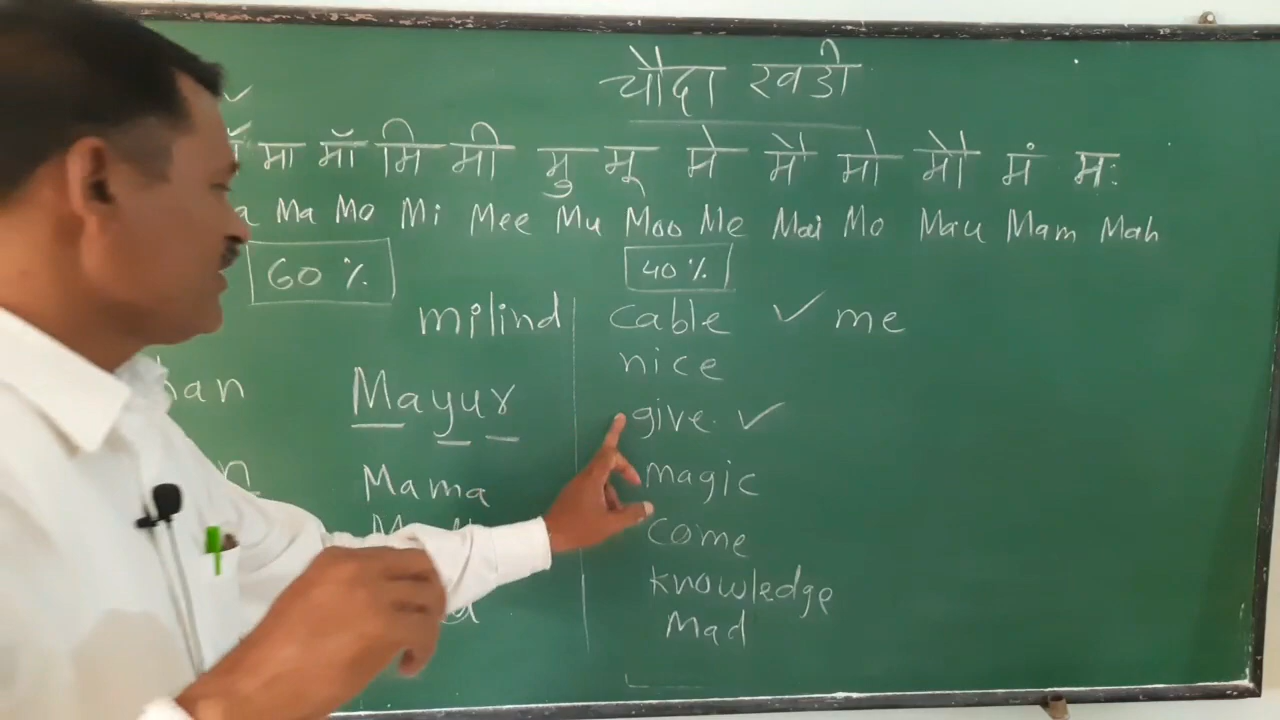 चौदा खडी
मा मॉ मि मी मु मू मे मै मो मौ मं मः
Ma Mo Mi Mee Mu Moo Me Mai Mo Mau Mam Mah
60 % 40 %
milind cable ✓ me
nice
Mayur give. ✓
Mama magic
come
knowledge
Mad